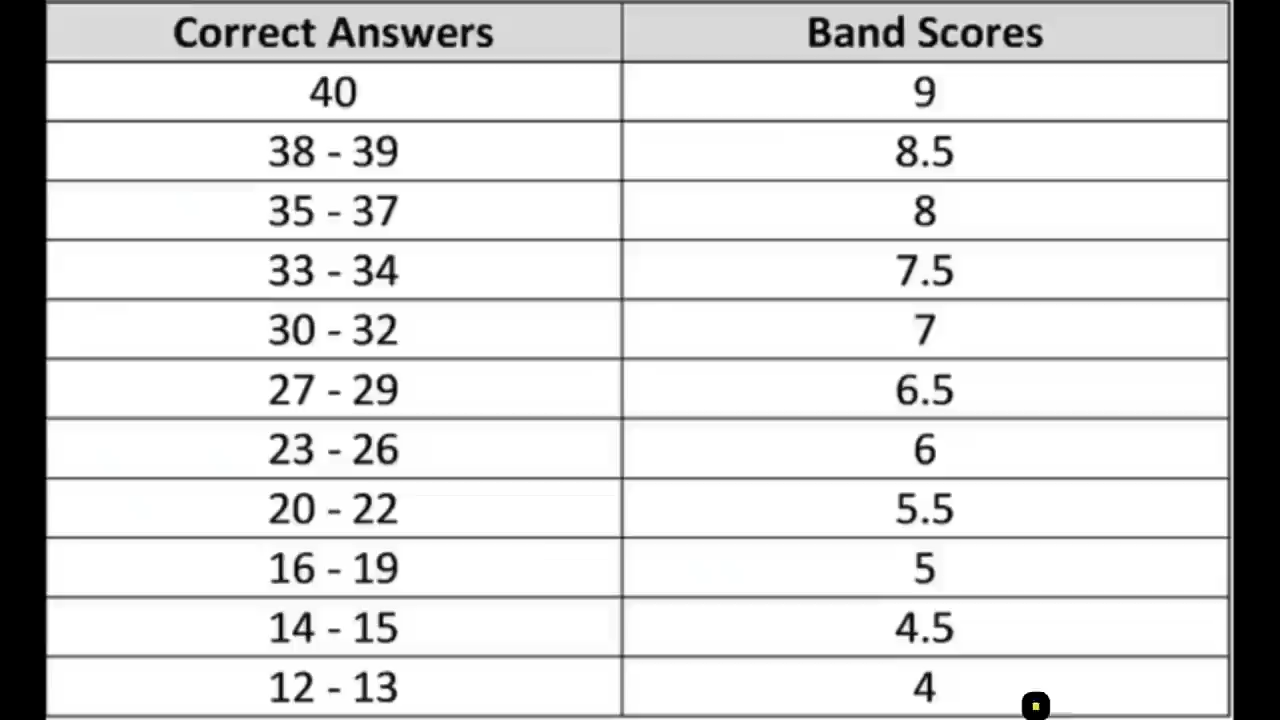 Correct Answers Band Scores
40 9
38 - 39 8.5
35 - 37 8
33 - 34 7.5
30 - 32 7
27 - 29 6.5
23 - 26 6
20 - 22 5.5
16 - 19 5
14 - 15 4.5
12 - 13 4